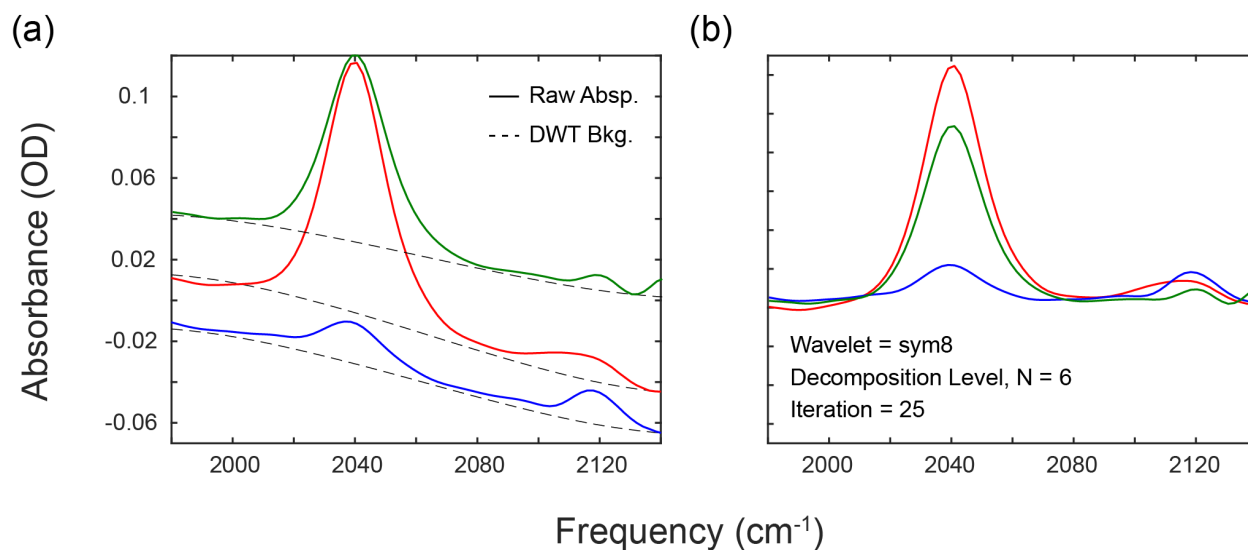 (a)
(b)
Absorbance (OD)
0.1
0.06
0.02
-0.02
-0.06
Raw Absp.
DWT Bkg.
2000
2040
2080
2120
Wavelet = sym8
Decomposition Level, N = 6
Iteration = 25
2000
2040
2080
2120
Frequency (cm-1)